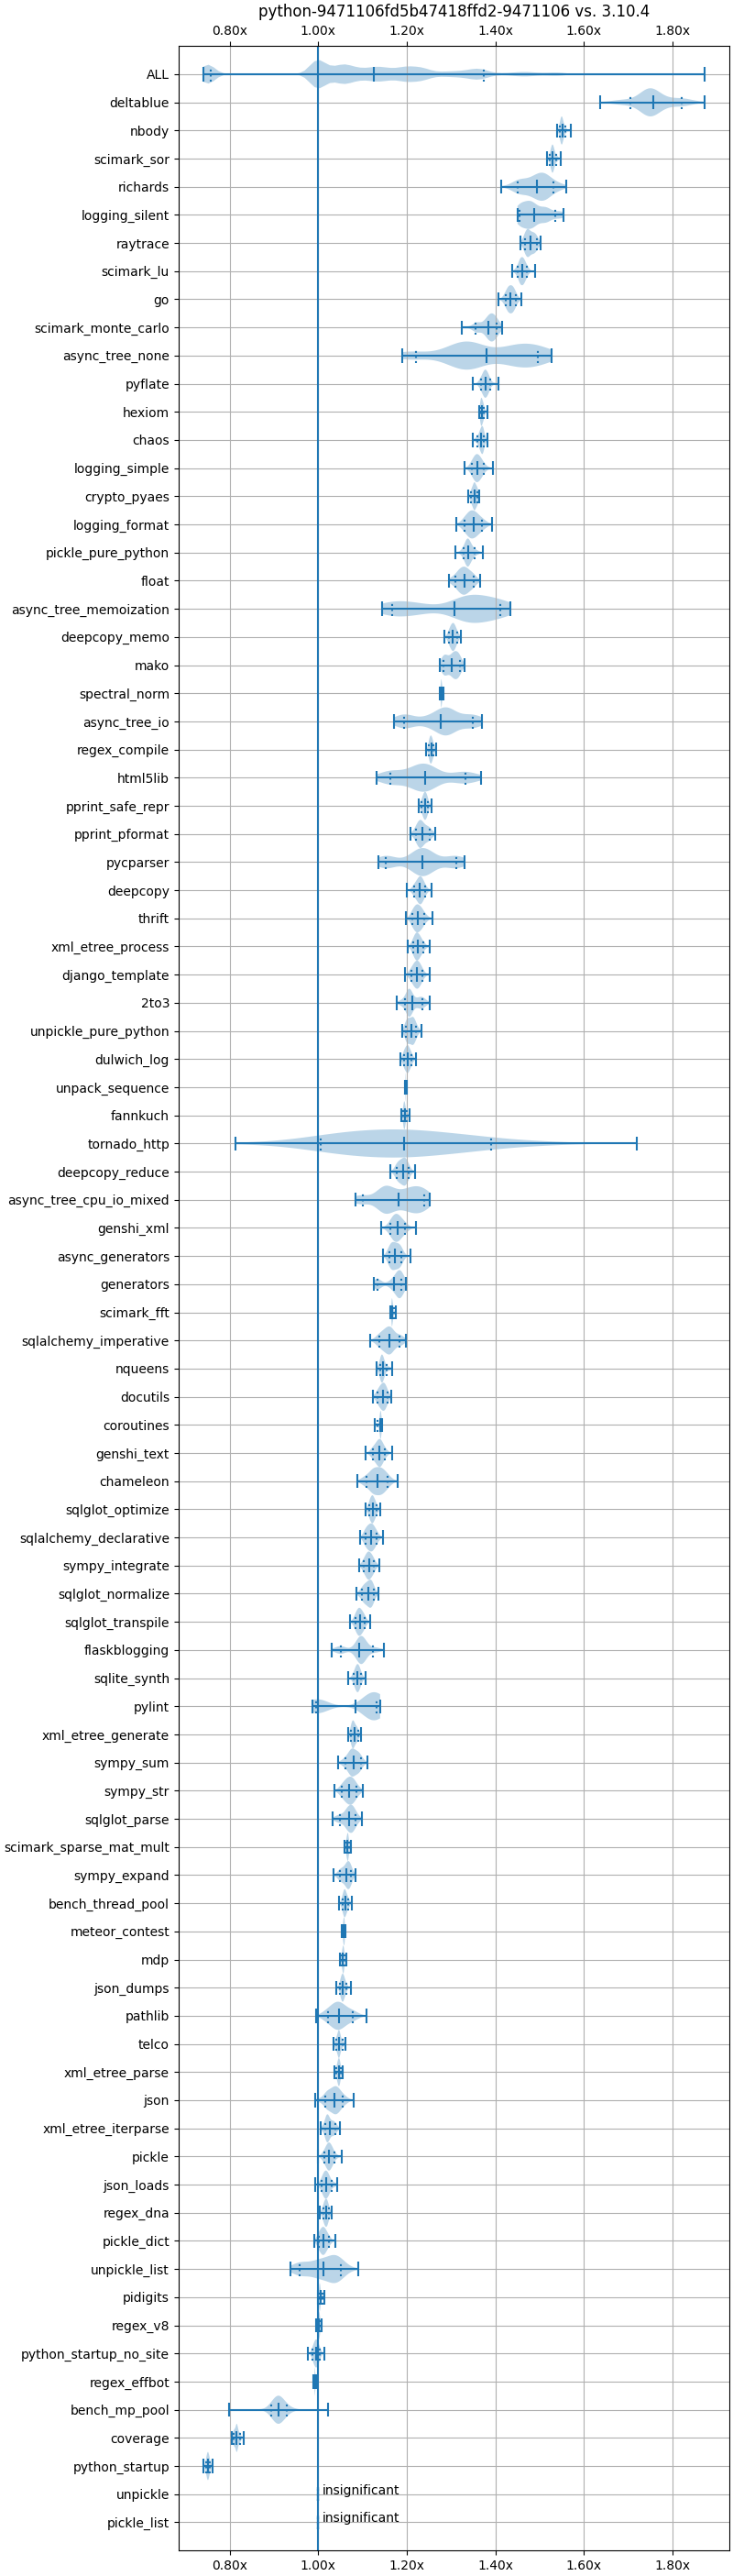 python-9471106fd5b47418ffd2-9471106 vs. 3.10.4
0.80x 1.00x 1.20x 1.40x 1.60x 1.80x
ALL
deltablue
nbody
scimark_sor
richards
logging_silent
raytrace
scimark_lu
go
scimark_monte_carlo
async_tree_none
pyflate
hexiom
chaos
logging_simple
crypto_pyaes
logging_format
pickle_pure_python
float
async_tree_memoization
deepcopy_memo
mako
spectral_norm
async_tree_io
regex_compile
html5lib
pprint_safe_repr
pprint_pformat
pycparser
deepcopy
thrift
xml_etree_process
django_template
2to3
unpickle_pure_python
dulwich_log
unpack_sequence
fannkuch
tornado_http
deepcopy_reduce
async_tree_cpu_io_mixed
genshi_xml
async_generators
generators
scimark_fft
sqlalchemy_imperative
nqueens
docutils
coroutines
genshi_text
chameleon
sqlglot_optimize
sqlalchemy_declarative
sympy_integrate
sqlglot_normalize
sqlglot_transpile
flaskblogging
sqlite_synth
pylint
xml_etree_generate
sympy_sum
sympy_str
sqlglot_parse
scimark_sparse_mat_mult
sympy_expand
bench_thread_pool
meteor_contest
mdp
json_dumps
pathlib
telco
xml_etree_parse
json
xml_etree_iterparse
pickle
json_loads
regex_dna
pickle_dict
unpickle_list
pidigits
regex_v8
python_startup_no_site
regex_effbot
bench_mp_pool
coverage
python_startup
unpickle insignificant
pickle_list insignificant
0.80x 1.00x 1.20x 1.40x 1.60x 1.80x